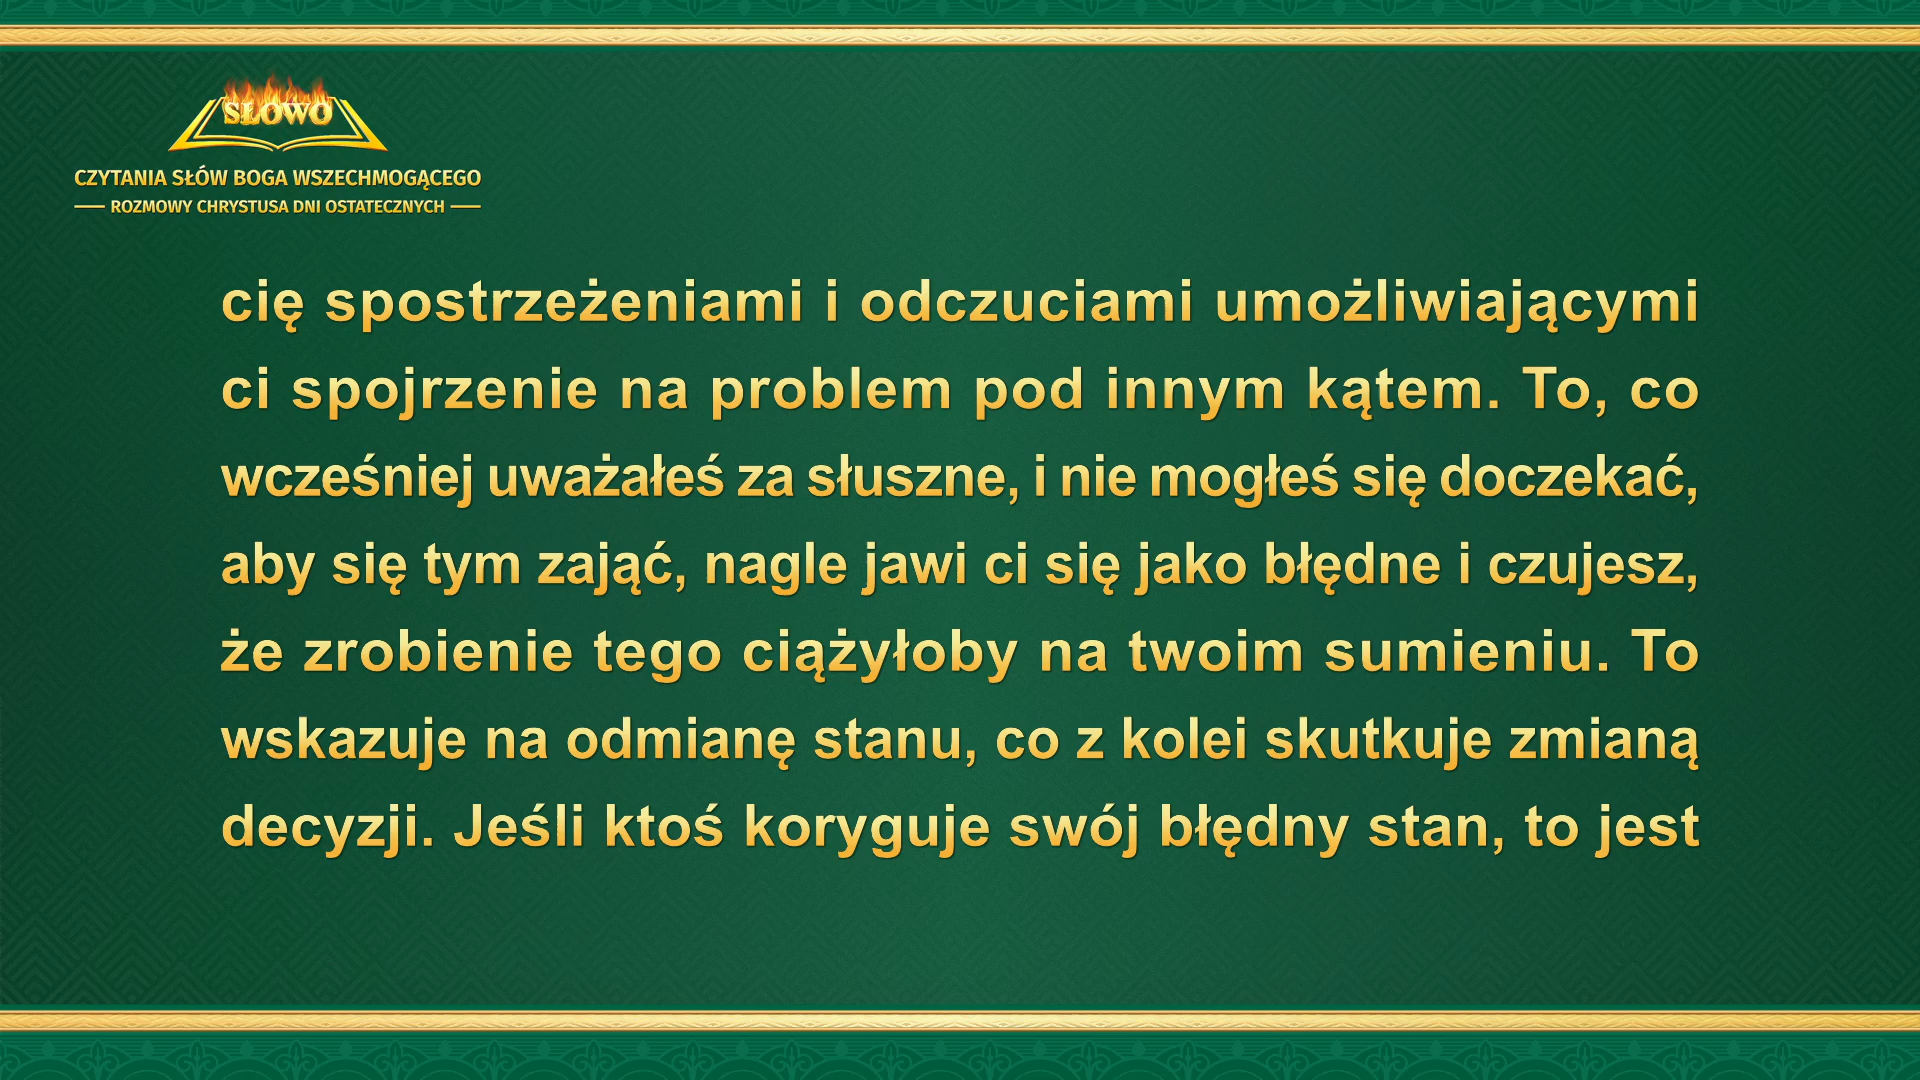 SŁOWO
CZYTANIA SŁÓW BOGA WSZECHMOGĄCEGO
ROZMOWY CHRYSTUSA DNI OSTATECZNYCH
cię spostrzeżeniami i odczuciami umożliwiającymi
ci spojrzenie na problem pod innym kątem. To, co
wcześniej uważałeś za słuszne, i nie mogłeś się doczekać,
aby się tym zająć, nagle jawi ci się jako błędne i czujesz,
że zrobienie tego ciążyłoby na twoim sumieniu. To
wskazuje na odmianę stanu, co z kolei skutkuje zmianą
decyzji. Jeśli ktoś koryguje swój błędny stan, to jest